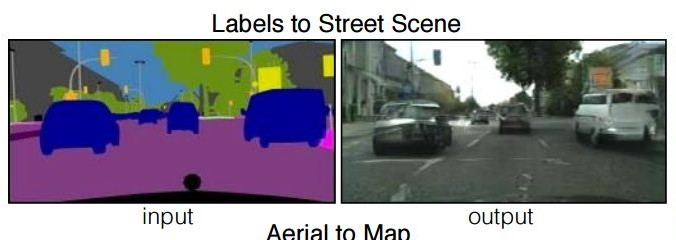 Labels to Street Scene
input output
Aerial to Map